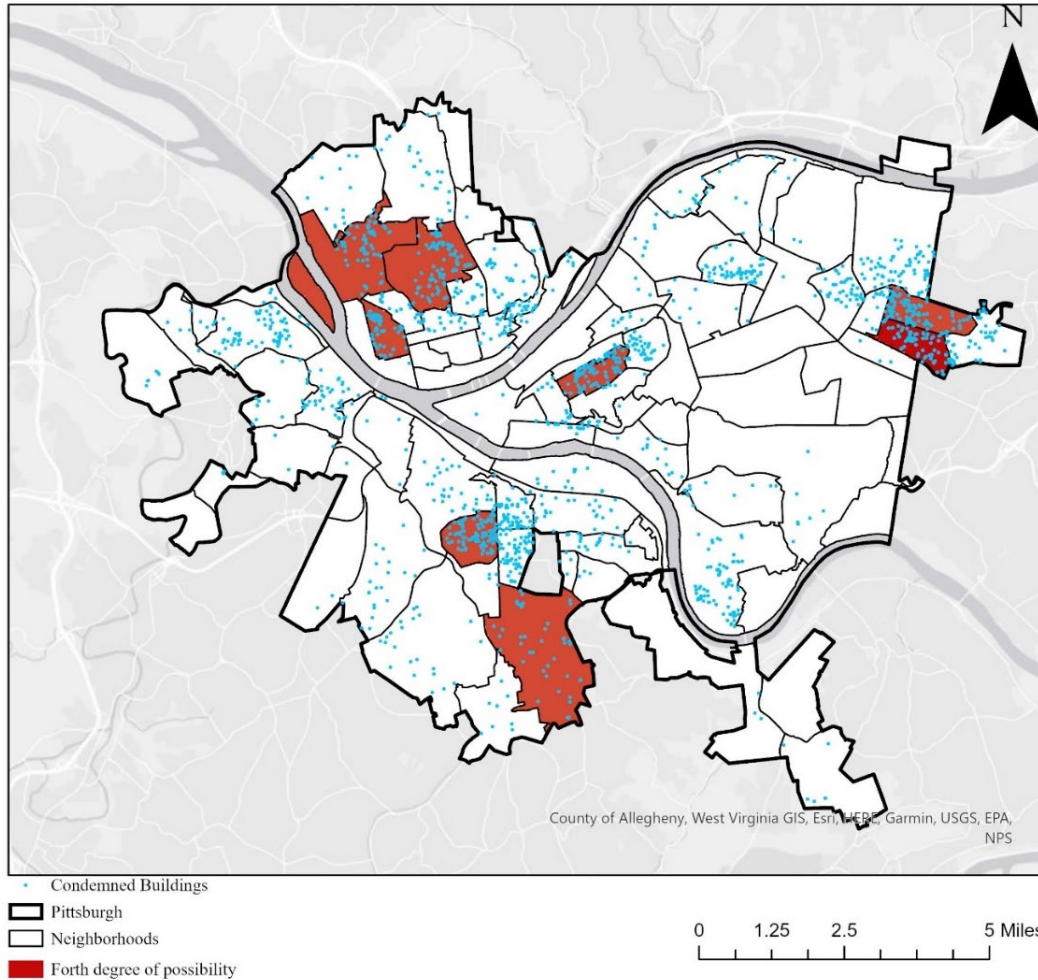 N
County of Allegheny, West Virginia GIS, Esri, HERE, Garmin, USGS, EPA,
NPS
Condemned Buildings
Pittsburgh
Neighborhoods
Forth degree of possibility
0 1.25 2.5 5 Miles